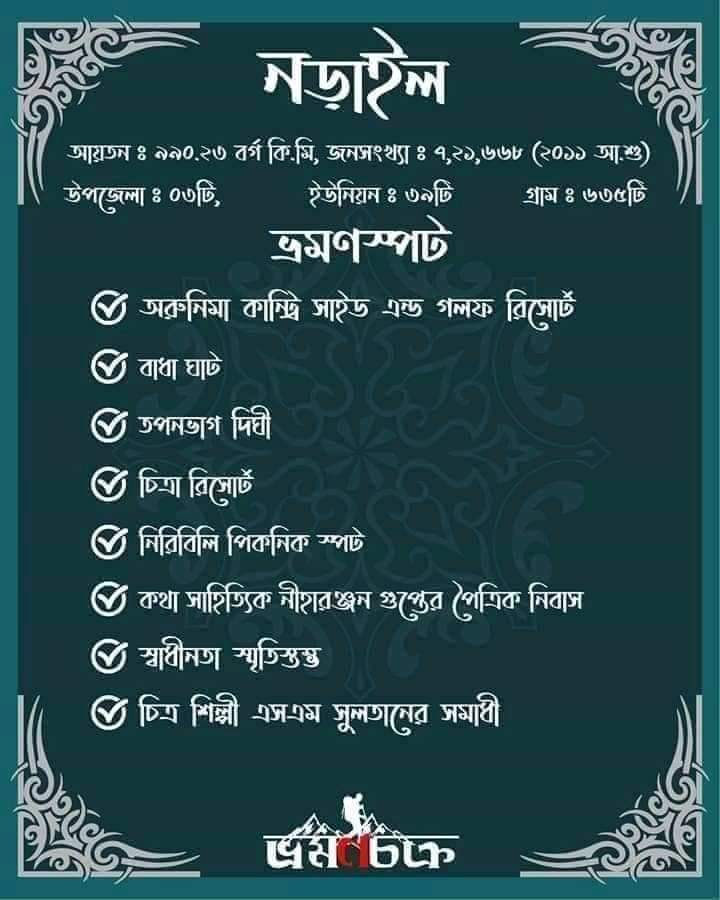 নড়াইল
আয়তন ঃ ৯৯০.২৩ বর্গ কি.মি, জনসংখ্যা ঃ ৭,২১,৬৬৮ (২০১১ আ.শু)
উপজেলা ঃ ০৩টি, ইউনিয়ন ঃ ৩৯টি গ্রাম ঃ ৬৩৫টি
ভ্রমণস্পট
অরুনিমা কান্ট্রি সাইড এন্ড গলফ রিসোর্ট
বাধা ঘাট
তপনভাগ দিঘী
চিত্রা রিসোর্ট
নিরিবিলি পিকনিক স্পট
কথা সাহিত্যিক নীহাররঞ্জন গুপ্তের পৈত্রিক নিবাস
স্বাধীনতা স্মৃতিস্তম্ভ
চিত্র শিল্পী এসএম সুলতানের সমাধী
ভ্রমণচক্র